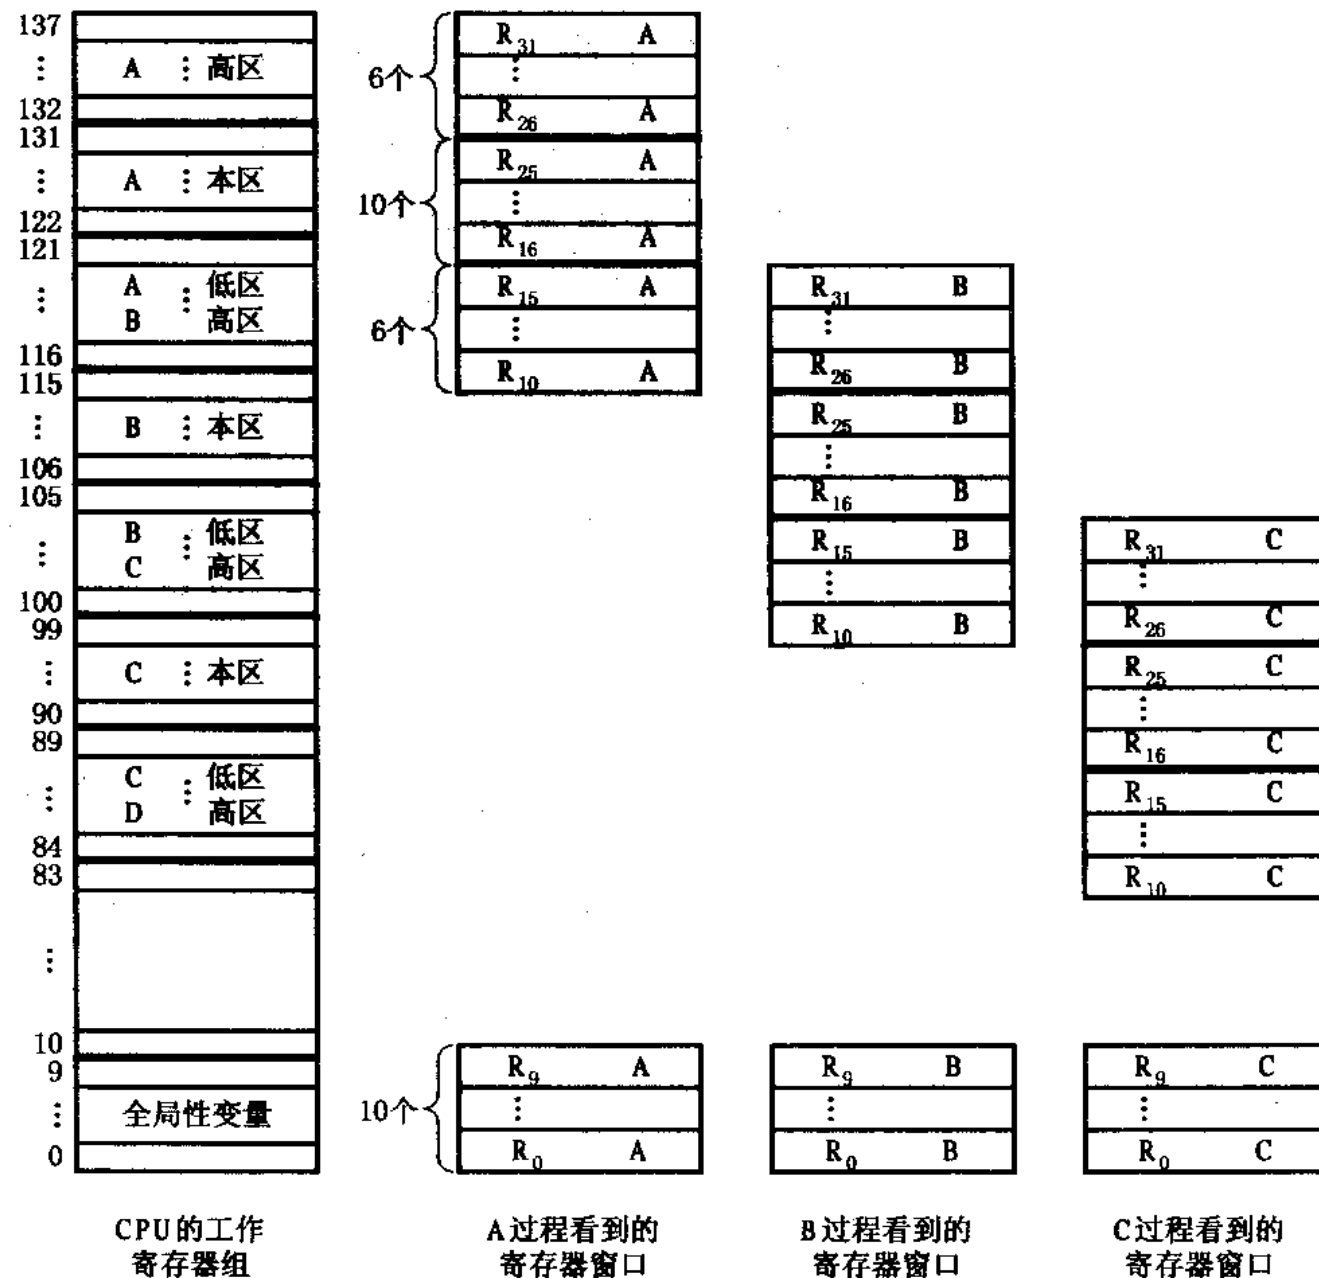 137
⋮
A ⋮ 高区
132
131
⋮
A ⋮ 本区
122
121
⋮
A ⋮ 低区
B 高区
116
115
⋮
B ⋮ 本区
106
105
⋮
B ⋮ 低区
C 高区
100
99
⋮
C ⋮ 本区
90
89
⋮
C ⋮ 低区
D 高区
84
83
⋮
10
9
⋮
全局性变量
0
CPU的工作
寄存器组
6个
R31 A
⋮
R26 A
10个
R25 A
⋮
R16 A
6个
R15 A
⋮
R10 A
10个
R9 A
⋮
R0 A
A过程看到的
寄存器窗口
R31 B
⋮
R26 B
R25 B
⋮
R16 B
R15 B
⋮
R10 B
R9 B
⋮
R0 B
B过程看到的
寄存器窗口
R31 C
⋮
R26 C
R25 C
⋮
R16 C
R15 C
⋮
R10 C
R9 C
⋮
R0 C
C过程看到的
寄存器窗口